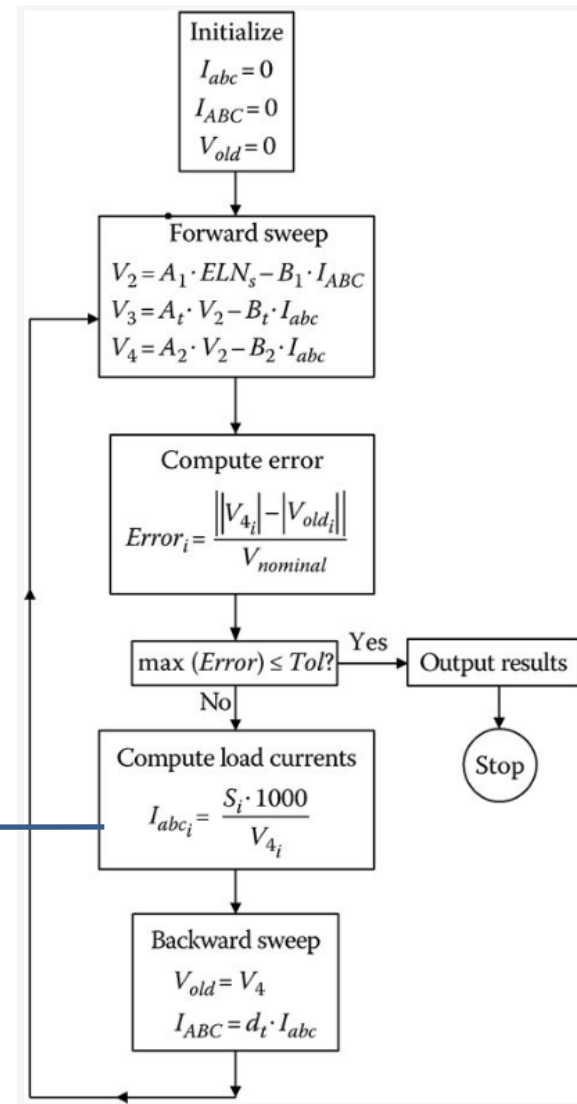 Initialize
I_abc = 0
I_ABC = 0
V_old = 0
Forward sweep
V_2 = A_1 · ELN_s – B_1 · I_ABC
V_3 = A_t · V_2 – B_t · I_abc
V_4 = A_2 · V_2 – B_2 · I_abc
Compute error
Error_i = ||V_4_i| – |V_old_i|| / V_nominal
max (Error) ≤ Tol?
Yes
Output results
No
Stop
Compute load currents
I_abc_i = S_i · 1000 / V_4_i
Backward sweep
V_old = V_4
I_ABC = d_t · I_abc